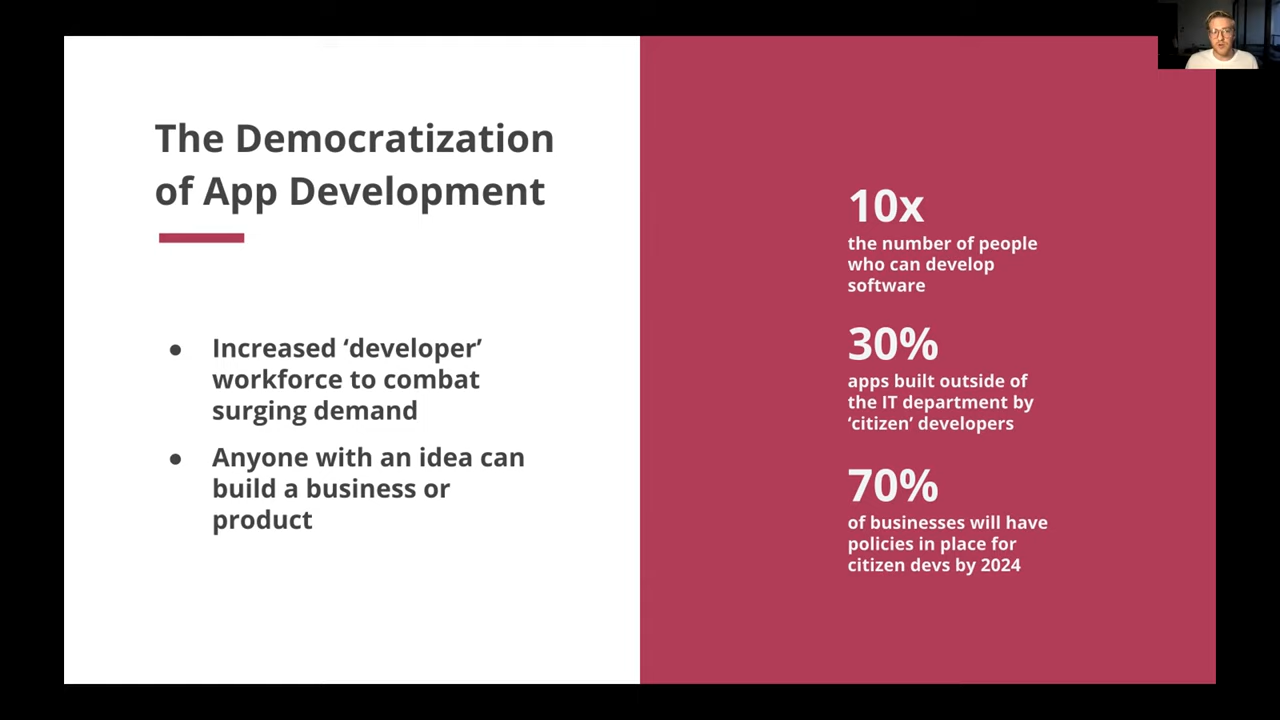 The Democratization
of App Development
● Increased ‘developer’
workforce to combat
surging demand
● Anyone with an idea can
build a business or
product
10x
the number of people
who can develop
software
30%
apps built outside of
the IT department by
‘citizen’ developers
70%
of businesses will have
policies in place for
citizen devs by 2024